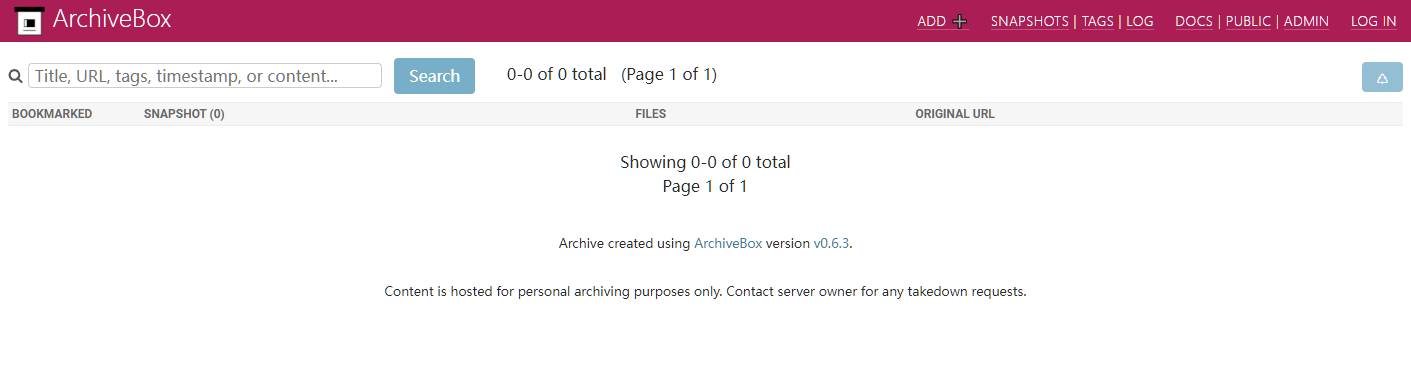 ArchiveBox
ADD ➕ SNAPSHOTS | TAGS | LOG DOCS | PUBLIC | ADMIN LOG IN
Title, URL, tags, timestamp, or content... Search 0-0 of 0 total (Page 1 of 1)
BOOKMARKED SNAPSHOT (0) FILES ORIGINAL URL
Showing 0-0 of 0 total
Page 1 of 1
Archive created using ArchiveBox version v0.6.3.
Content is hosted for personal archiving purposes only. Contact server owner for any takedown requests.